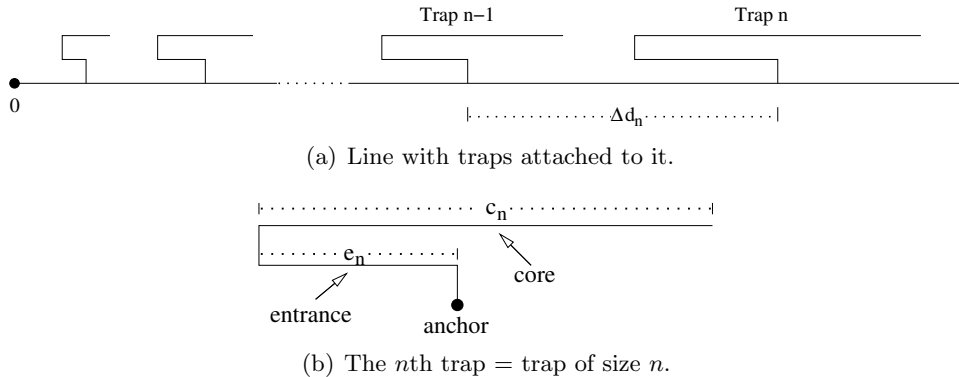 Trap n−1 Trap n
0
Δdₙ
(a) Line with traps attached to it.
cₙ
eₙ
core
entrance
anchor
(b) The nth trap = trap of size n.